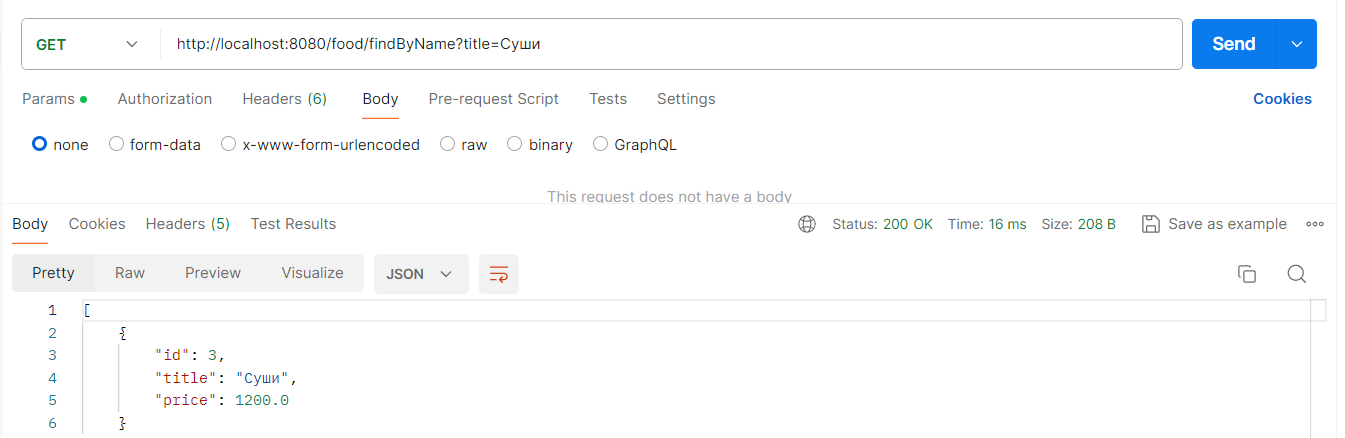 GET http://localhost:8080/food/findByName?title=Суши Send
Params Authorization Headers (6) Body Pre-request Script Tests Settings Cookies
none form-data x-www-form-urlencoded raw binary GraphQL
This request does not have a body
Body Cookies Headers (5) Test Results Status: 200 OK Time: 16 ms Size: 208 B Save as example
Pretty Raw Preview Visualize JSON
1 [
2 {
3 "id": 3,
4 "title": "Суши",
5 "price": 1200.0
6 }